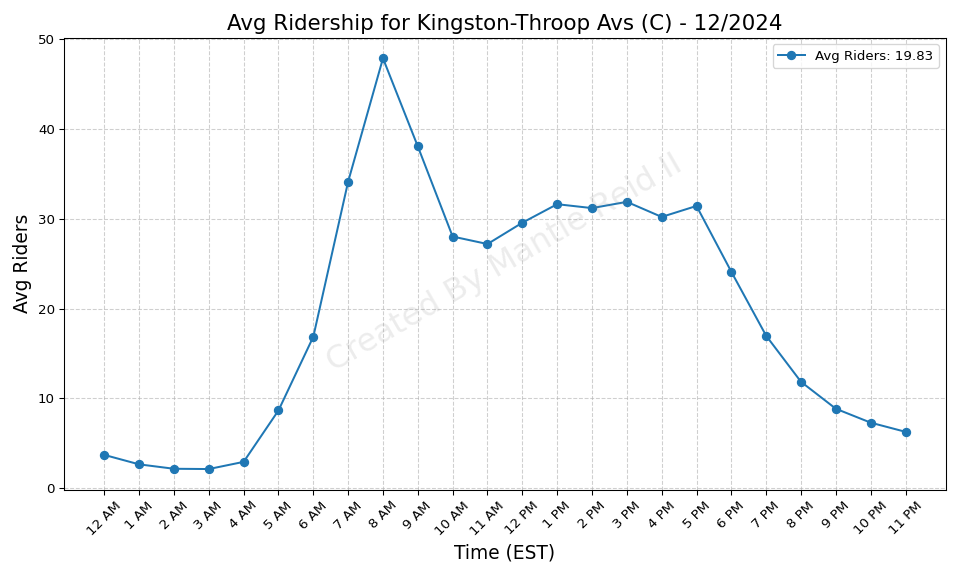 Avg Ridership for Kingston-Throop Avs (C) - 12/2024
Avg Riders: 19.83
50
40
30
20
10
0
Avg Riders
Created By Mantle Reid II
12 AM
1 AM
2 AM
3 AM
4 AM
5 AM
6 AM
7 AM
8 AM
9 AM
10 AM
11 AM
12 PM
1 PM
2 PM
3 PM
4 PM
5 PM
6 PM
7 PM
8 PM
9 PM
10 PM
11 PM
Time (EST)